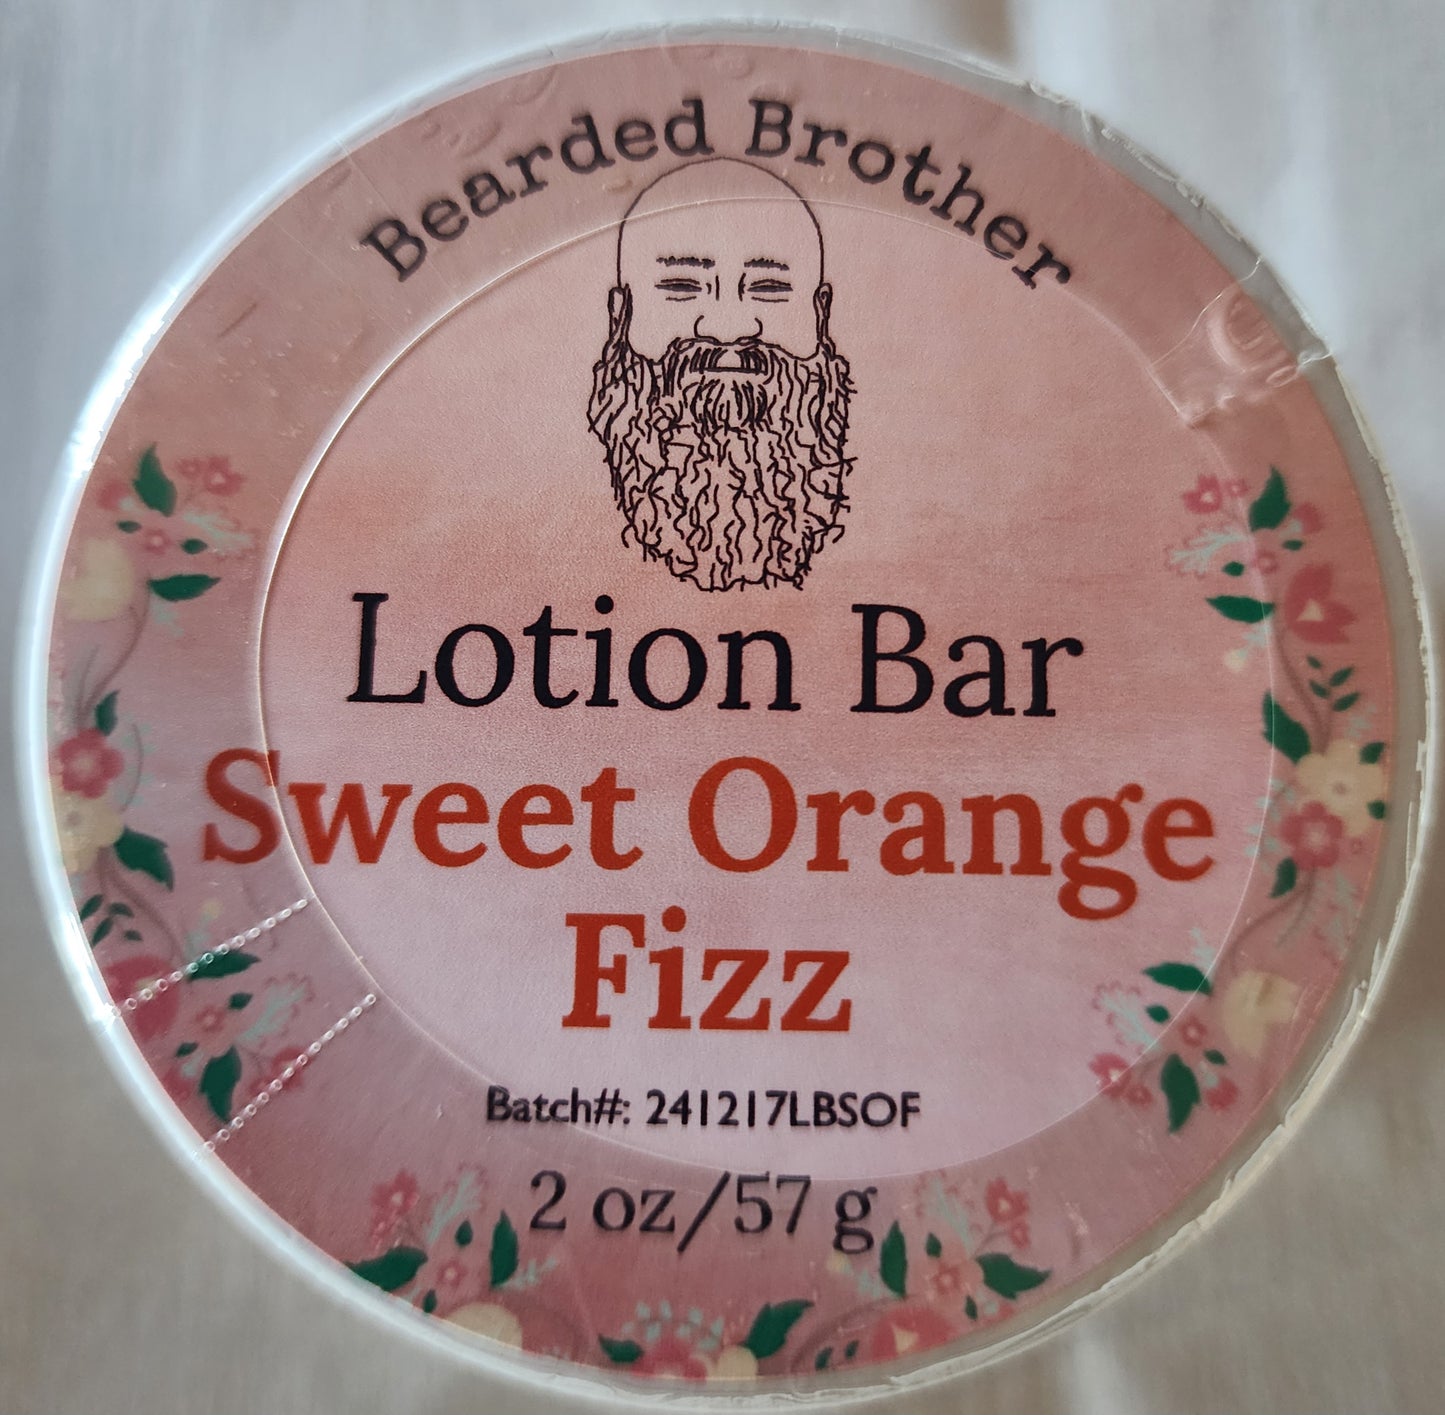 Bearded Brother
Lotion Bar
Sweet Orange
Fizz
Batch#: 241217LBSOF
2 oz/57 g